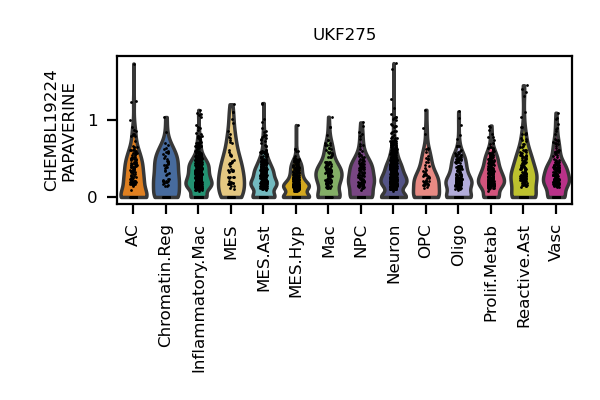 UKF275
CHEMBL19224
PAPAVERINE
1
0
AC
Chromatin.Reg
Inflammatory.Mac
MES
MES.Ast
MES.Hyp
Mac
NPC
Neuron
OPC
Oligo
Prolif.Metab
Reactive.Ast
Vasc